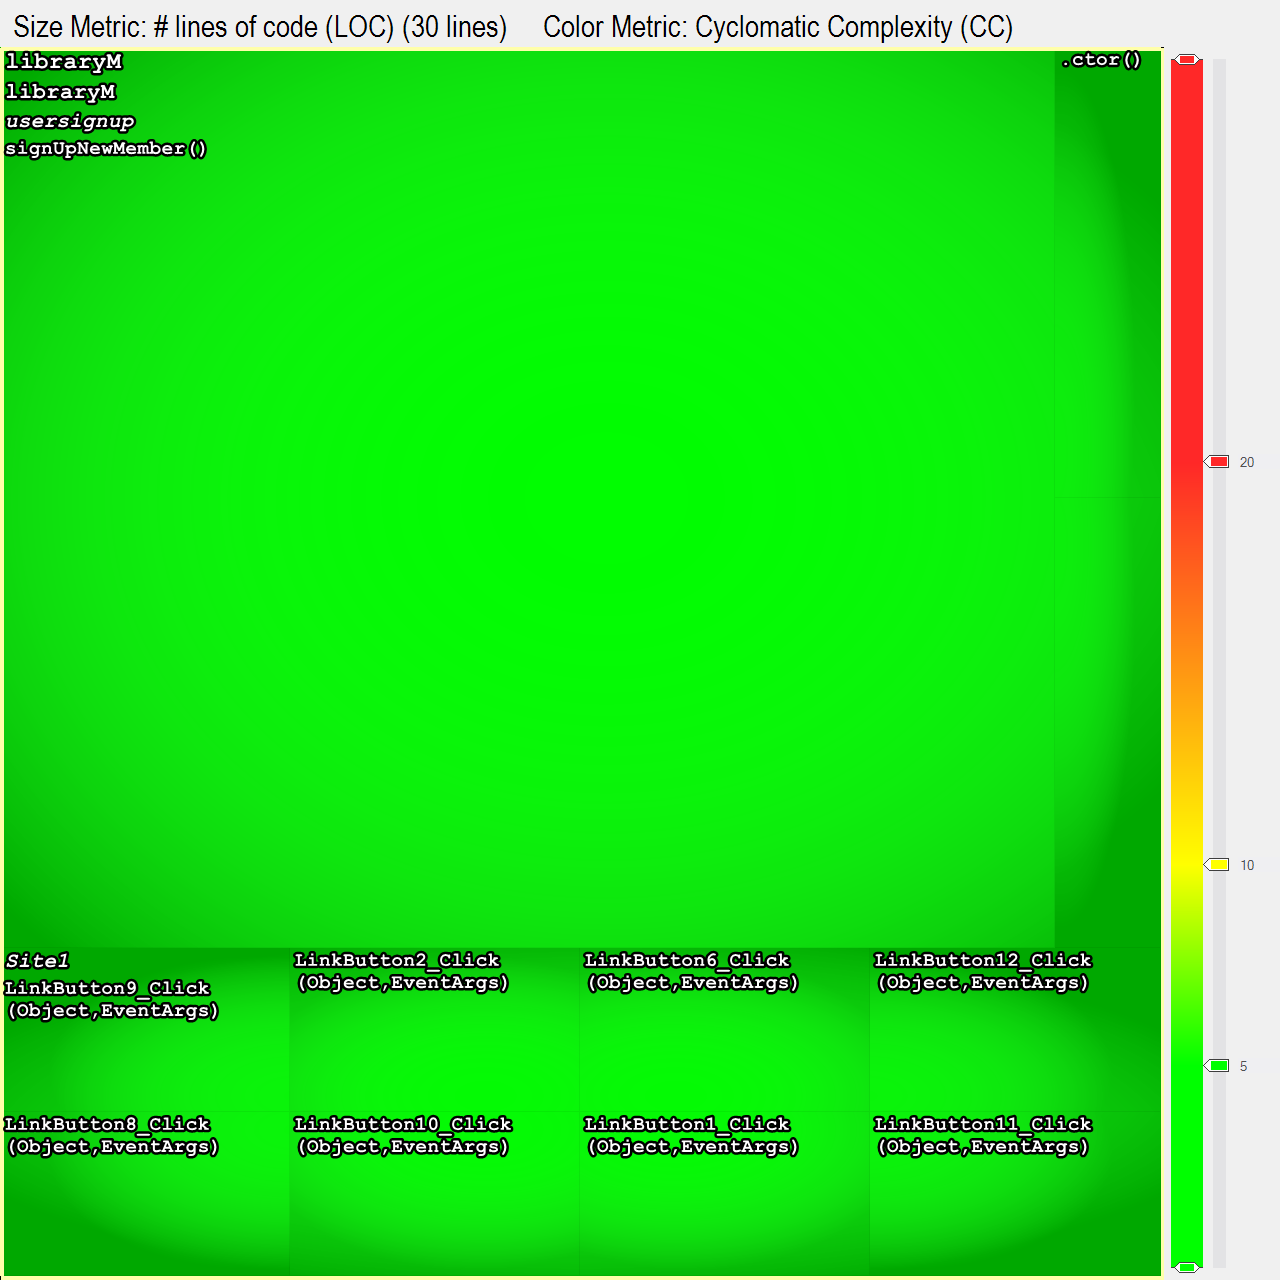 Size Metric: # lines of code (LOC) (30 lines) Color Metric: Cyclomatic Complexity (CC)
libraryM
.ctor()
libraryM
usersignup
signUpNewMember()
20
10
Site1
LinkButton9_Click
(Object,EventArgs)
LinkButton2_Click
(Object,EventArgs)
LinkButton6_Click
(Object,EventArgs)
LinkButton12_Click
(Object,EventArgs)
5
LinkButton8_Click
(Object,EventArgs)
LinkButton10_Click
(Object,EventArgs)
LinkButton1_Click
(Object,EventArgs)
LinkButton11_Click
(Object,EventArgs)